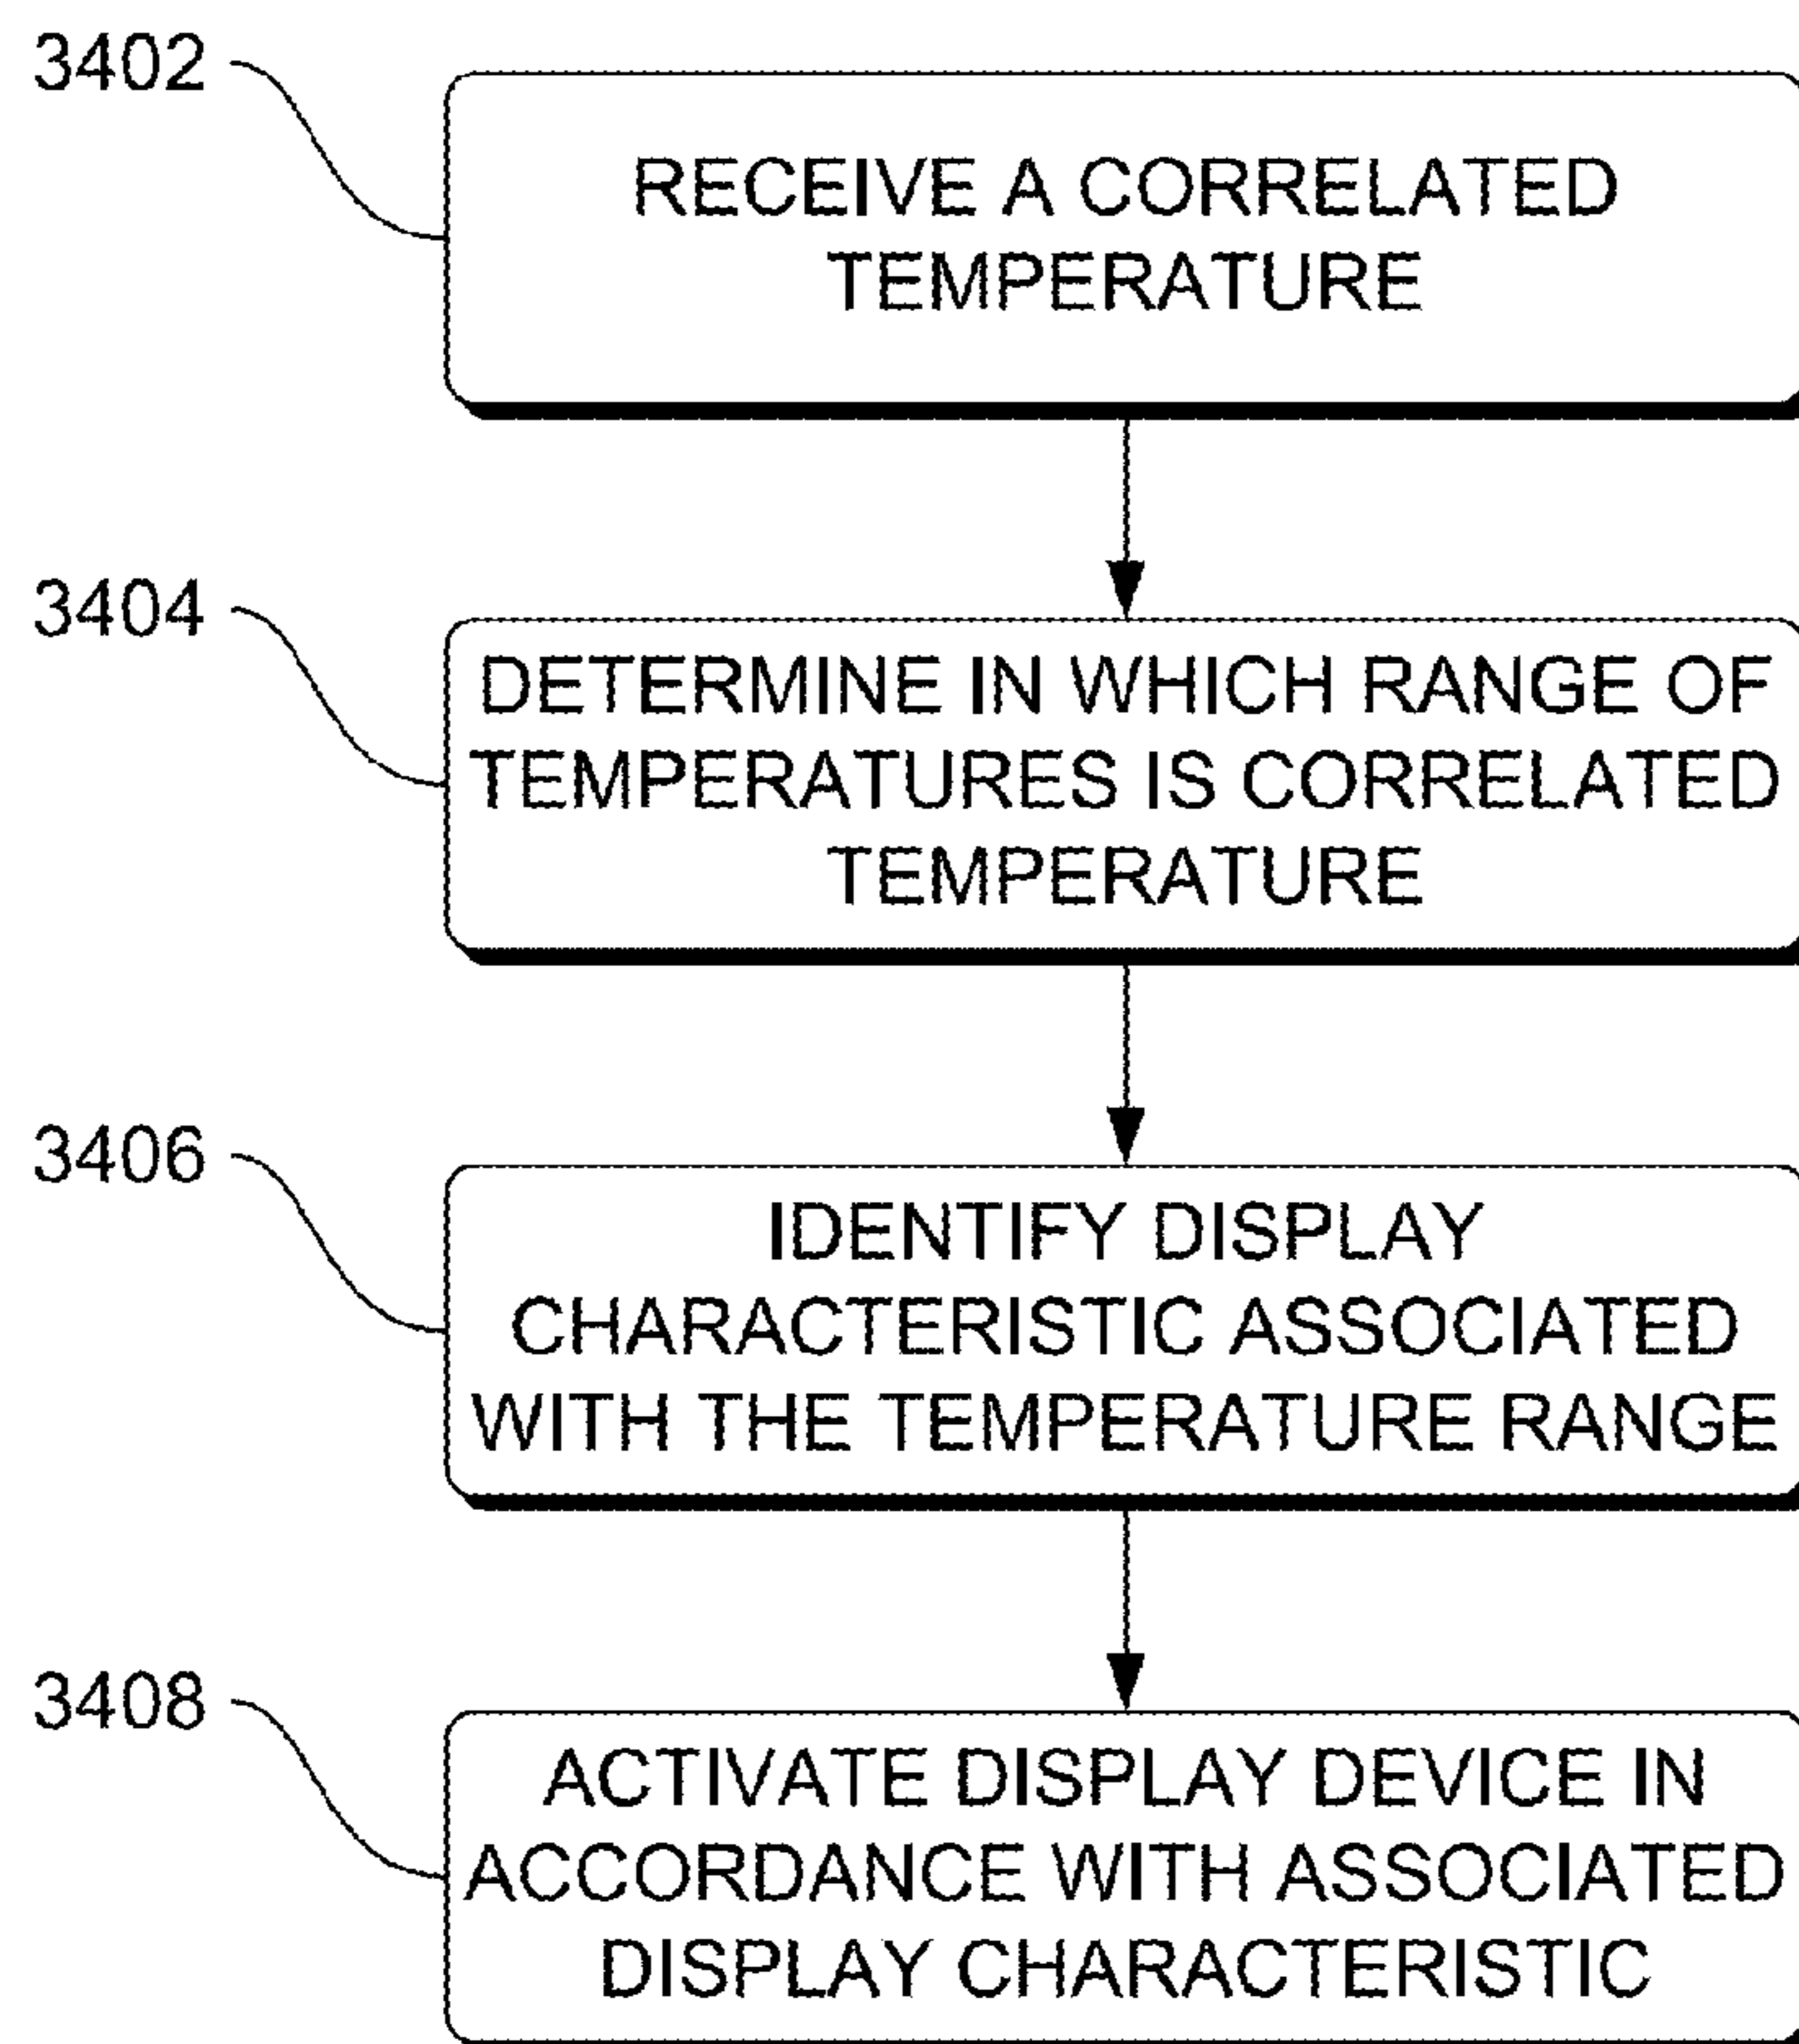 3402
RECEIVE A CORRELATED
TEMPERATURE
3404
DETERMINE IN WHICH RANGE OF
TEMPERATURES IS CORRELATED
TEMPERATURE
3406
IDENTIFY DISPLAY
CHARACTERISTIC ASSOCIATED
WITH THE TEMPERATURE RANGE
3408
ACTIVATE DISPLAY DEVICE IN
ACCORDANCE WITH ASSOCIATED
DISPLAY CHARACTERISTIC